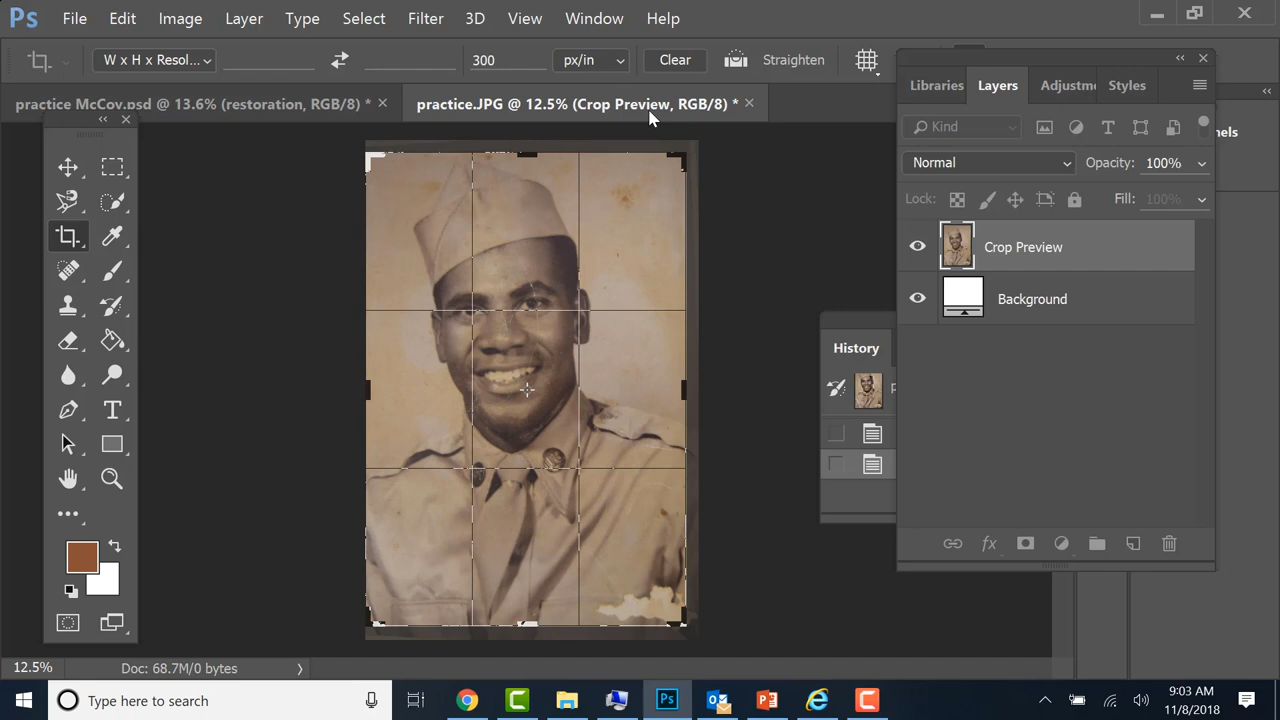 Ps File Edit Image Layer Type Select Filter 3D View Window Help
W x H x Resol... 300 px/in Clear Straighten
practice McCoy.psd @ 13.6% (restoration, RGB/8) * practice.JPG @ 12.5% (Crop Preview, RGB/8) *
Libraries Layers Adjustme Styles
Kind
nels
Normal Opacity: 100%
Lock: Fill: 100%
Crop Preview
Background
History
p
12.5% Doc: 68.7M/0 bytes
Type here to search
9:03 AM
11/8/2018